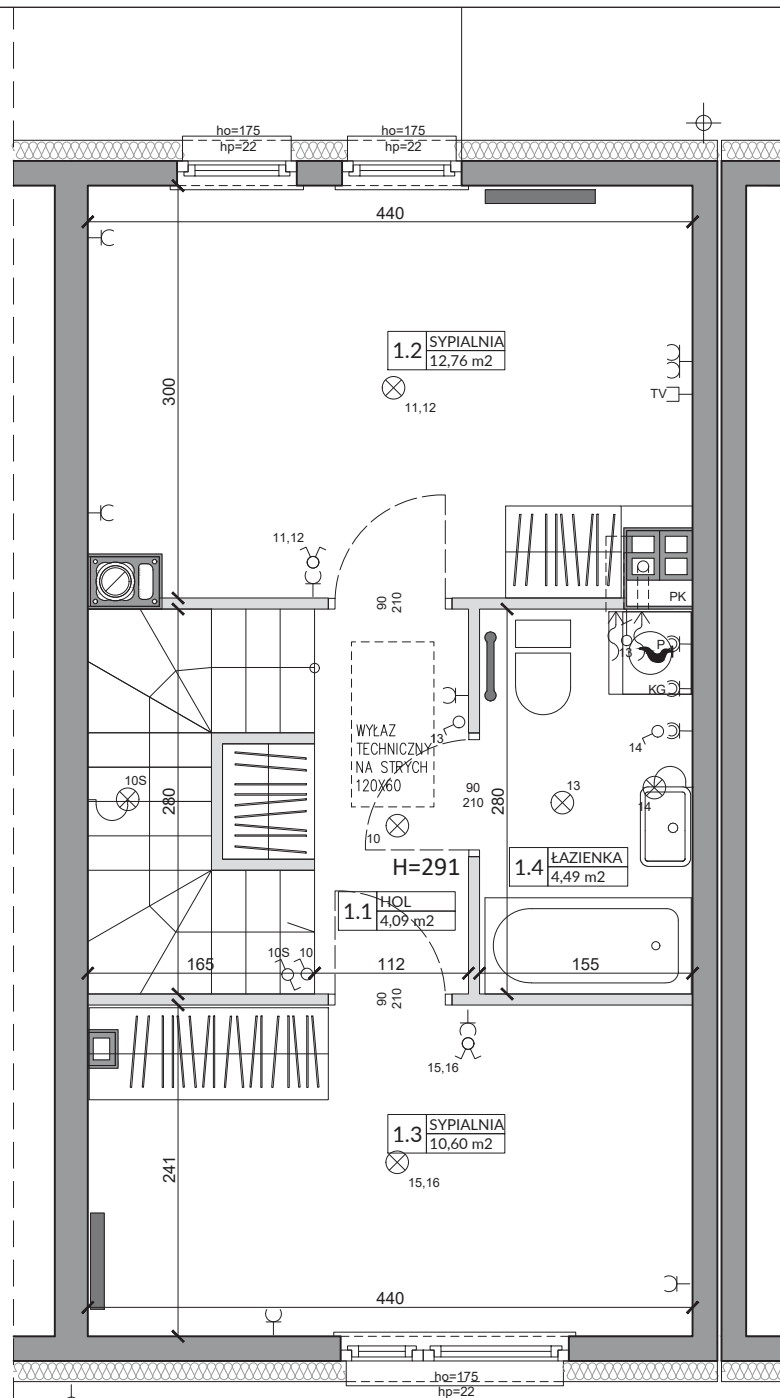 ho=175
hp=22
ho=175
hp=22
440
300
1.2 SYPIALNIA
12,76 m2
11,12
TV
11,12
90
210
PK
P
13
KG
WYŁAZ
TECHNICZNY
NA STRYCH
120X60
13
14
10S
280
90
210
280
13
14
10
H=291
1.4 ŁAZIENKA
4,49 m2
1.1 HOL
4,09 m2
10S 10
165
112
155
90
210
15,16
1.3 SYPIALNIA
10,60 m2
15,16
241
440
ho=175
hp=22